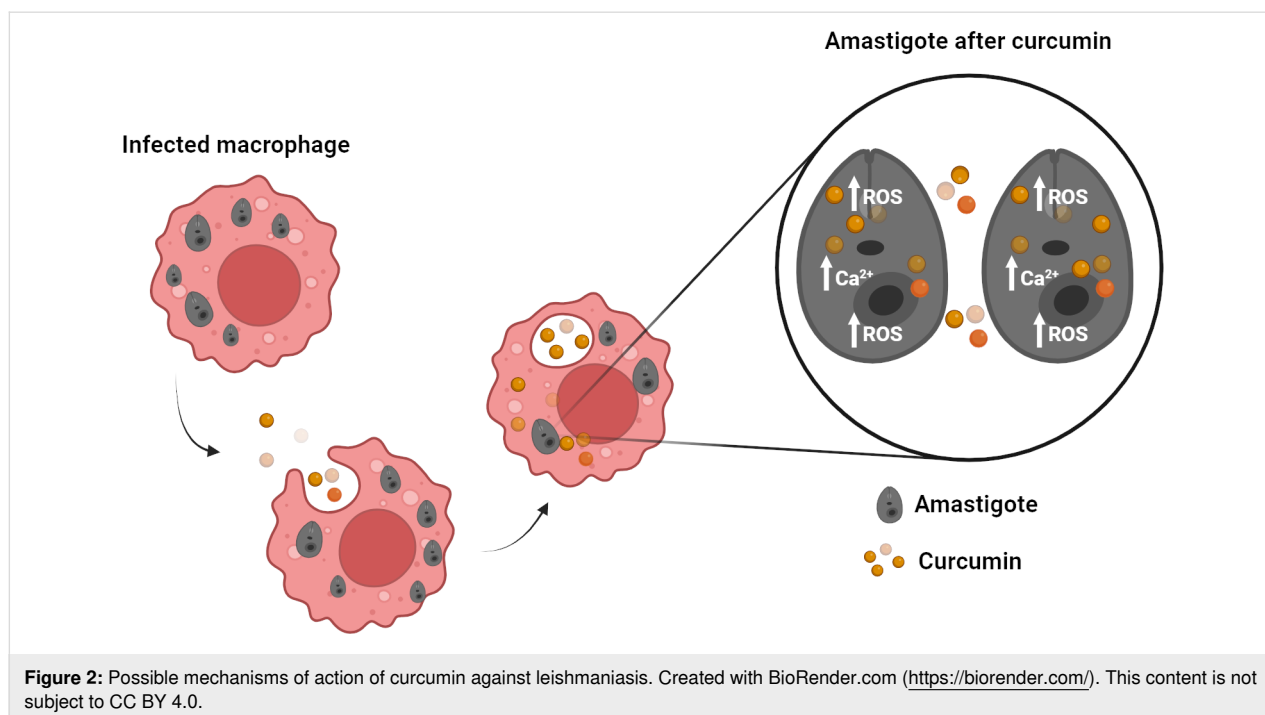 Amastigote after curcumin
Infected macrophage
ROS
ROS
Ca²⁺
Ca²⁺
ROS
ROS
Amastigote
Curcumin
Figure 2: Possible mechanisms of action of curcumin against leishmaniasis. Created with BioRender.com (https://biorender.com/). This content is not
subject to CC BY 4.0.